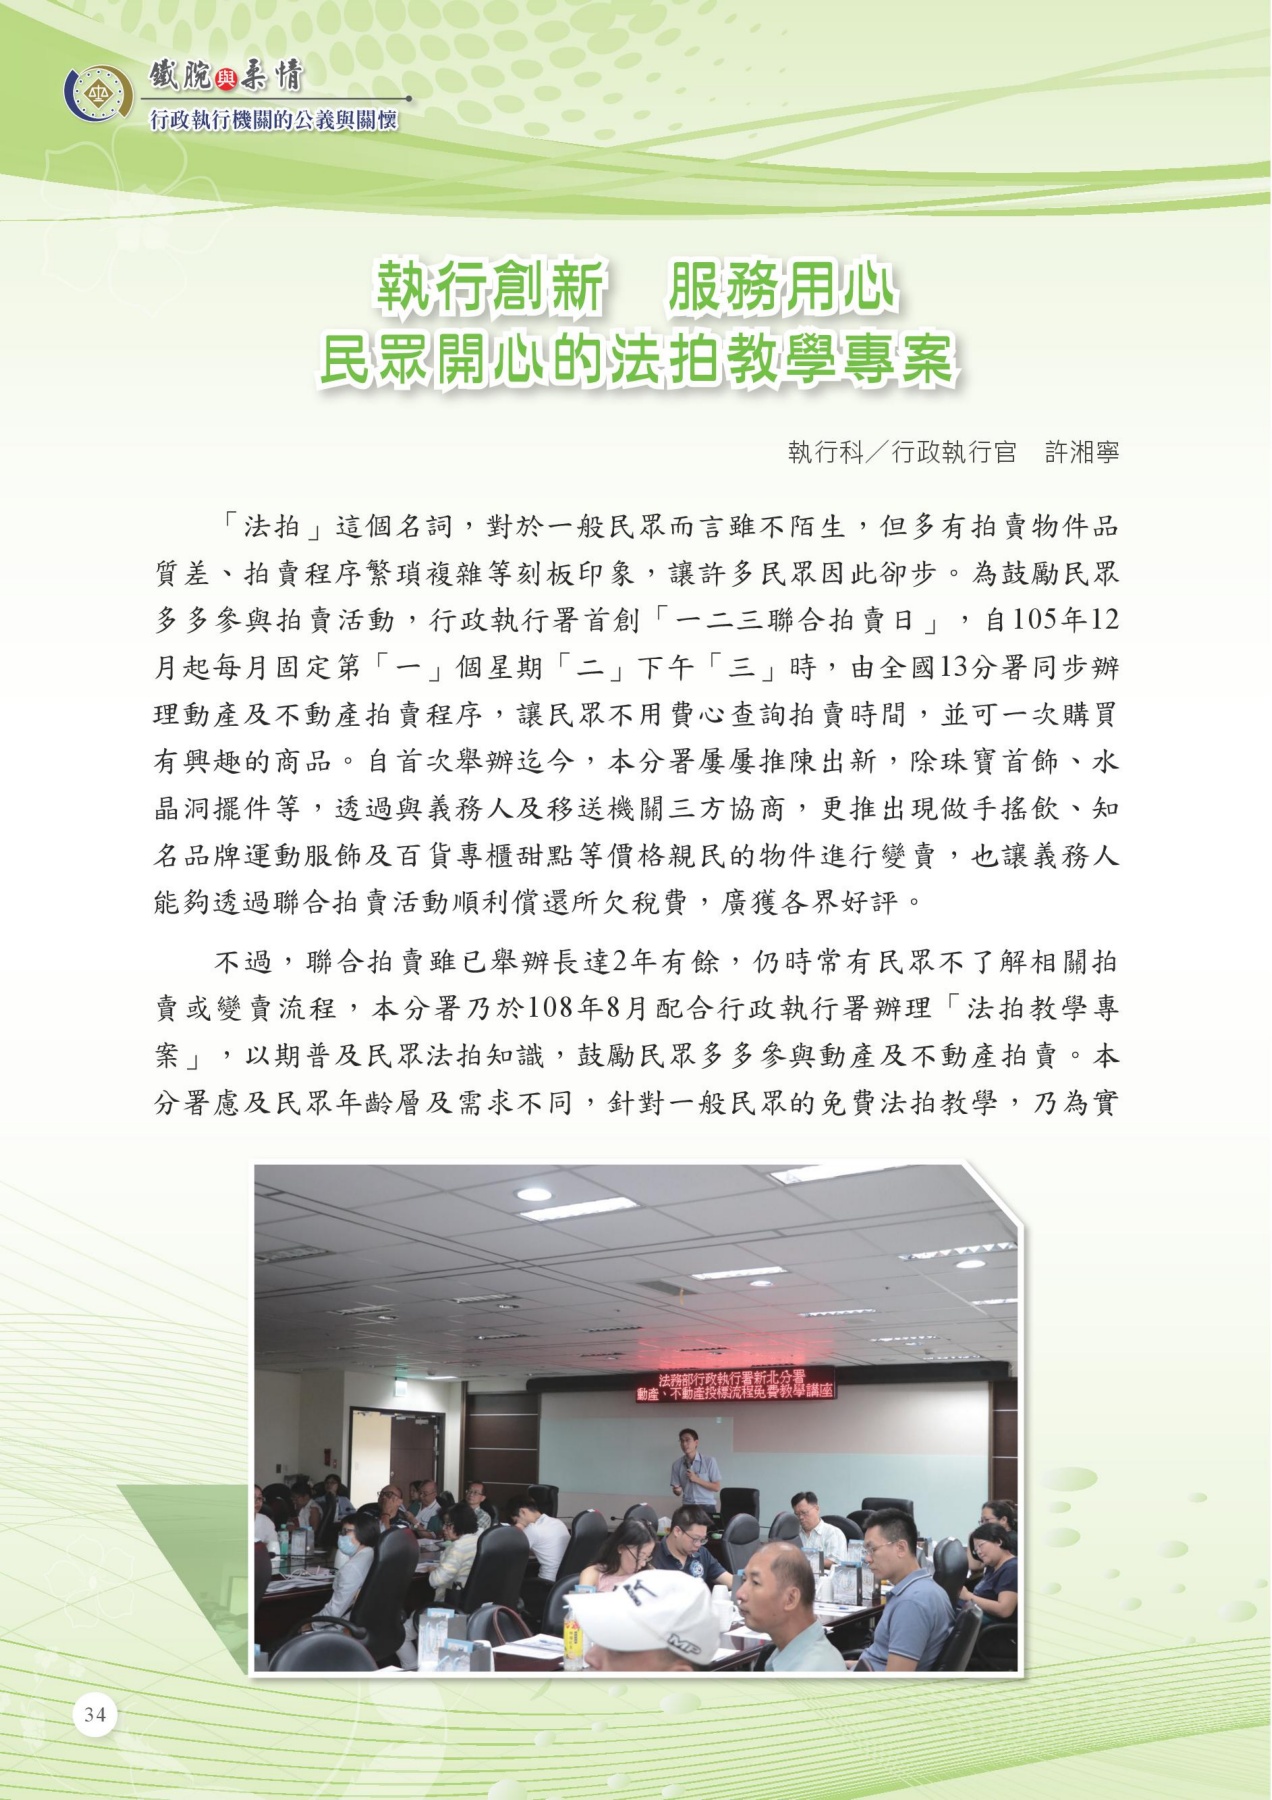 鐵腕與柔情
行政執行機關的公義與關懷
執行創新　服務用心
民眾開心的法拍教學專案
執行科／行政執行官　許湘寧
「法拍」這個名詞，對於一般民眾而言雖不陌生，但多有拍賣物件品
質差、拍賣程序繁瑣複雜等刻板印象，讓許多民眾因此卻步。為鼓勵民眾
多多參與拍賣活動，行政執行署首創「一二三聯合拍賣日」，自105年12
月起每月固定第「一」個星期「二」下午「三」時，由全國13分署同步辦
理動產及不動產拍賣程序，讓民眾不用費心查詢拍賣時間，並可一次購買
有興趣的商品。自首次舉辦迄今，本分署屢屢推陳出新，除珠寶首飾、水
晶洞擺件等，透過與義務人及移送機關三方協商，更推出現做手搖飲、知
名品牌運動服飾及百貨專櫃甜點等價格親民的物件進行變賣，也讓義務人
能夠透過聯合拍賣活動順利償還所欠稅費，廣獲各界好評。
不過，聯合拍賣雖已舉辦長達2年有餘，仍時常有民眾不了解相關拍
賣或變賣流程，本分署乃於108年8月配合行政執行署辦理「法拍教學專
案」，以期普及民眾法拍知識，鼓勵民眾多多參與動產及不動產拍賣。本
分署慮及民眾年齡層及需求不同，針對一般民眾的免費法拍教學，乃為實
法務部行政執行署新北分署
動產、不動產投標流程免費教學講座
MP
34